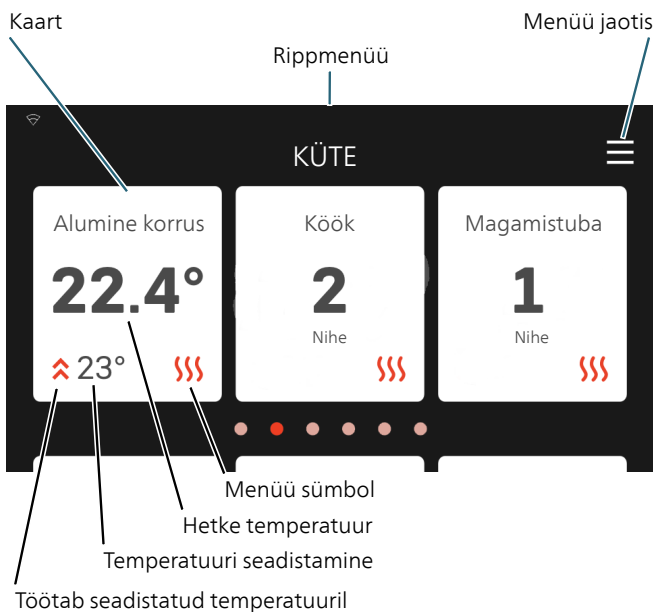 Kaart
Menüü jaotis
Rippmenüü
KÜTE
Alumine korrus
22.4°
23°
Köök
2
Nihe
Magamistuba
1
Nihe
Menüü sümbol
Hetke temperatuur
Temperatuuri seadistamine
Töötab seadistatud temperatuuril